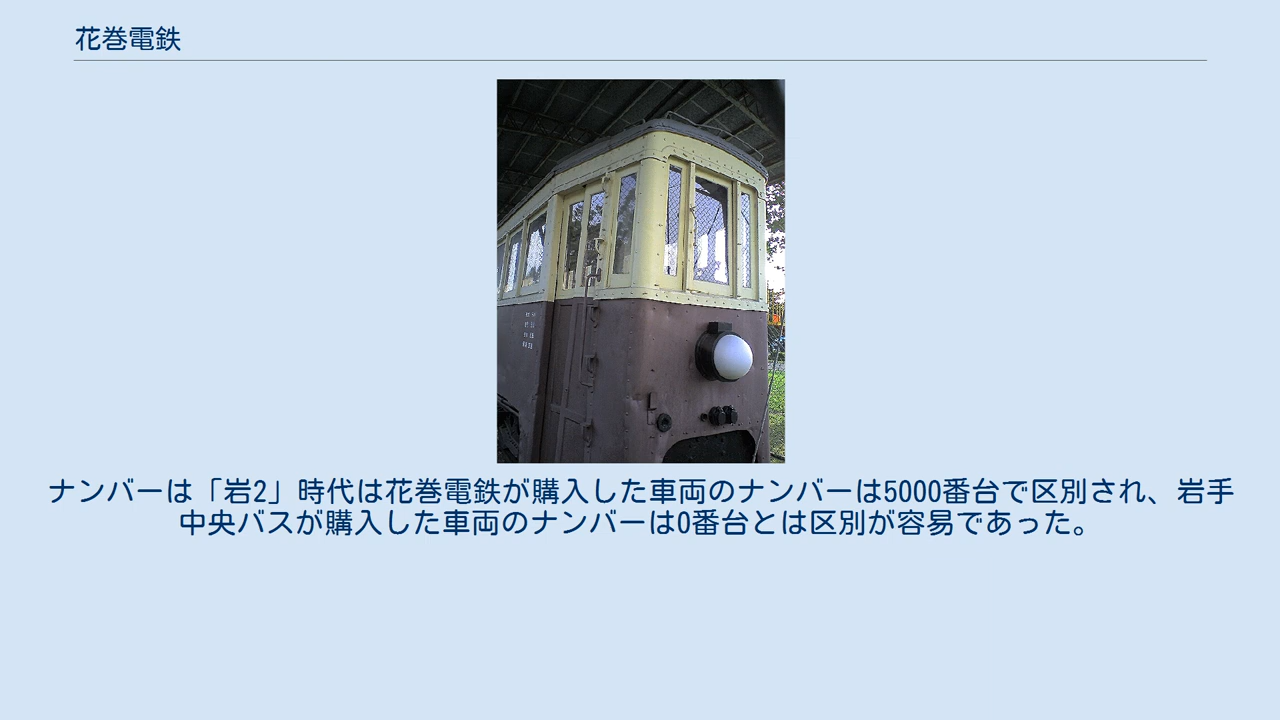 花巻電鉄
ナンバーは「岩2」時代は花巻電鉄が購入した車両のナンバーは5000番台で区別され、岩手
中央バスが購入した車両のナンバーは0番台とは区別が容易であった。